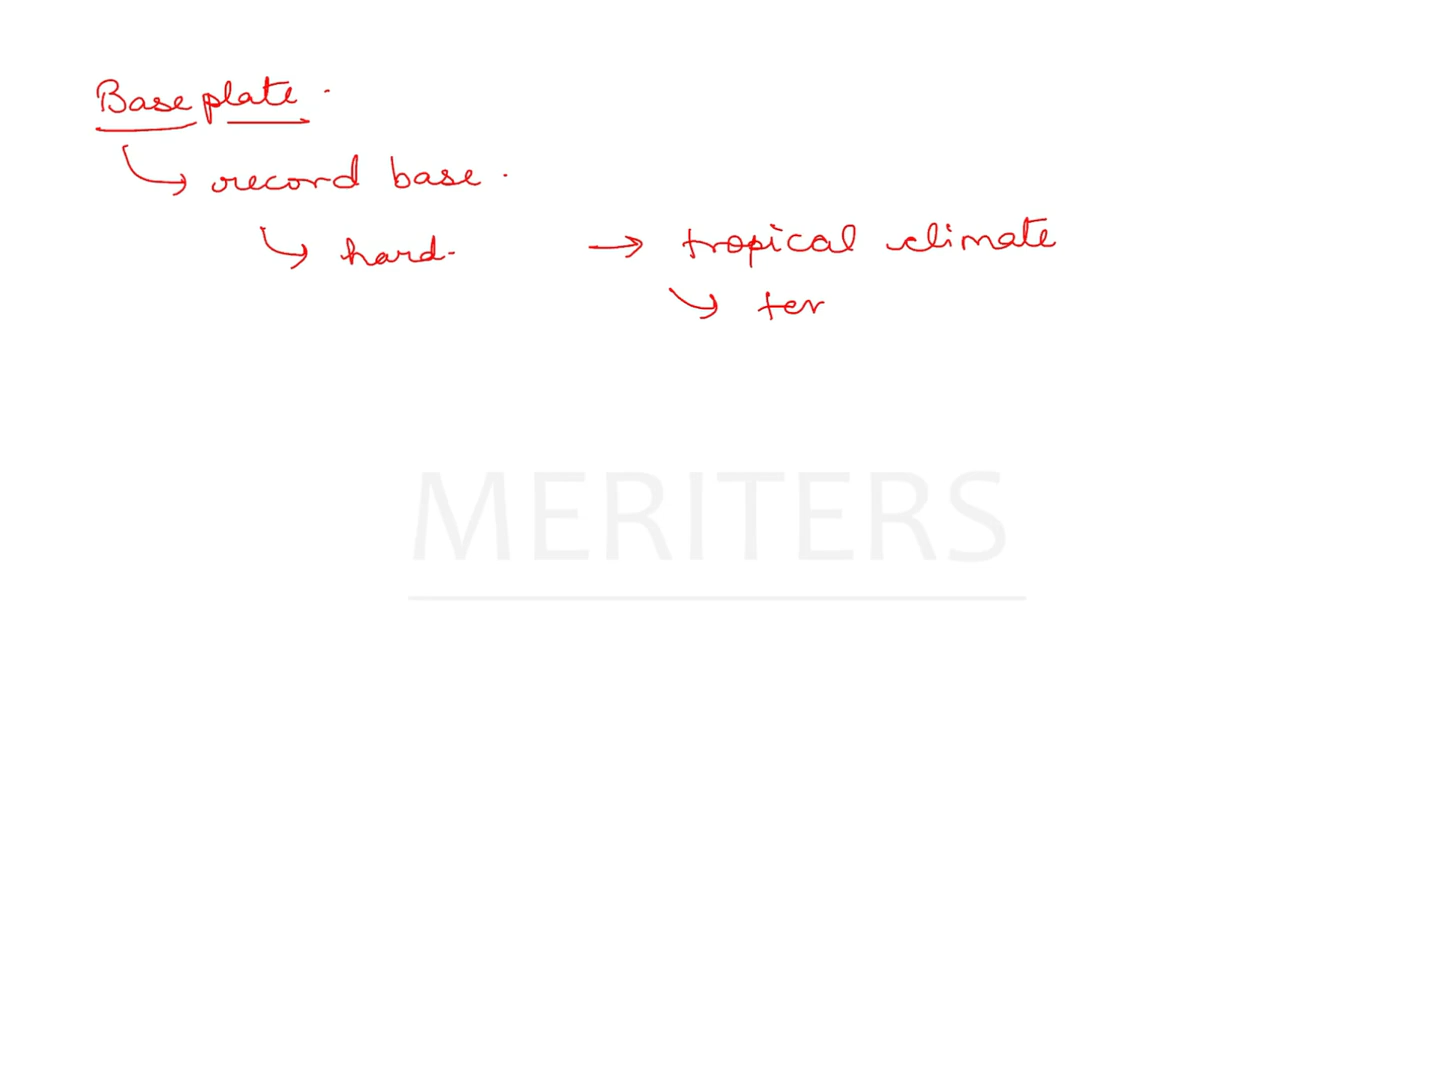 Base plate .
↳ record base .
↳ hard. → tropical climate
↳ ter
MERITERS